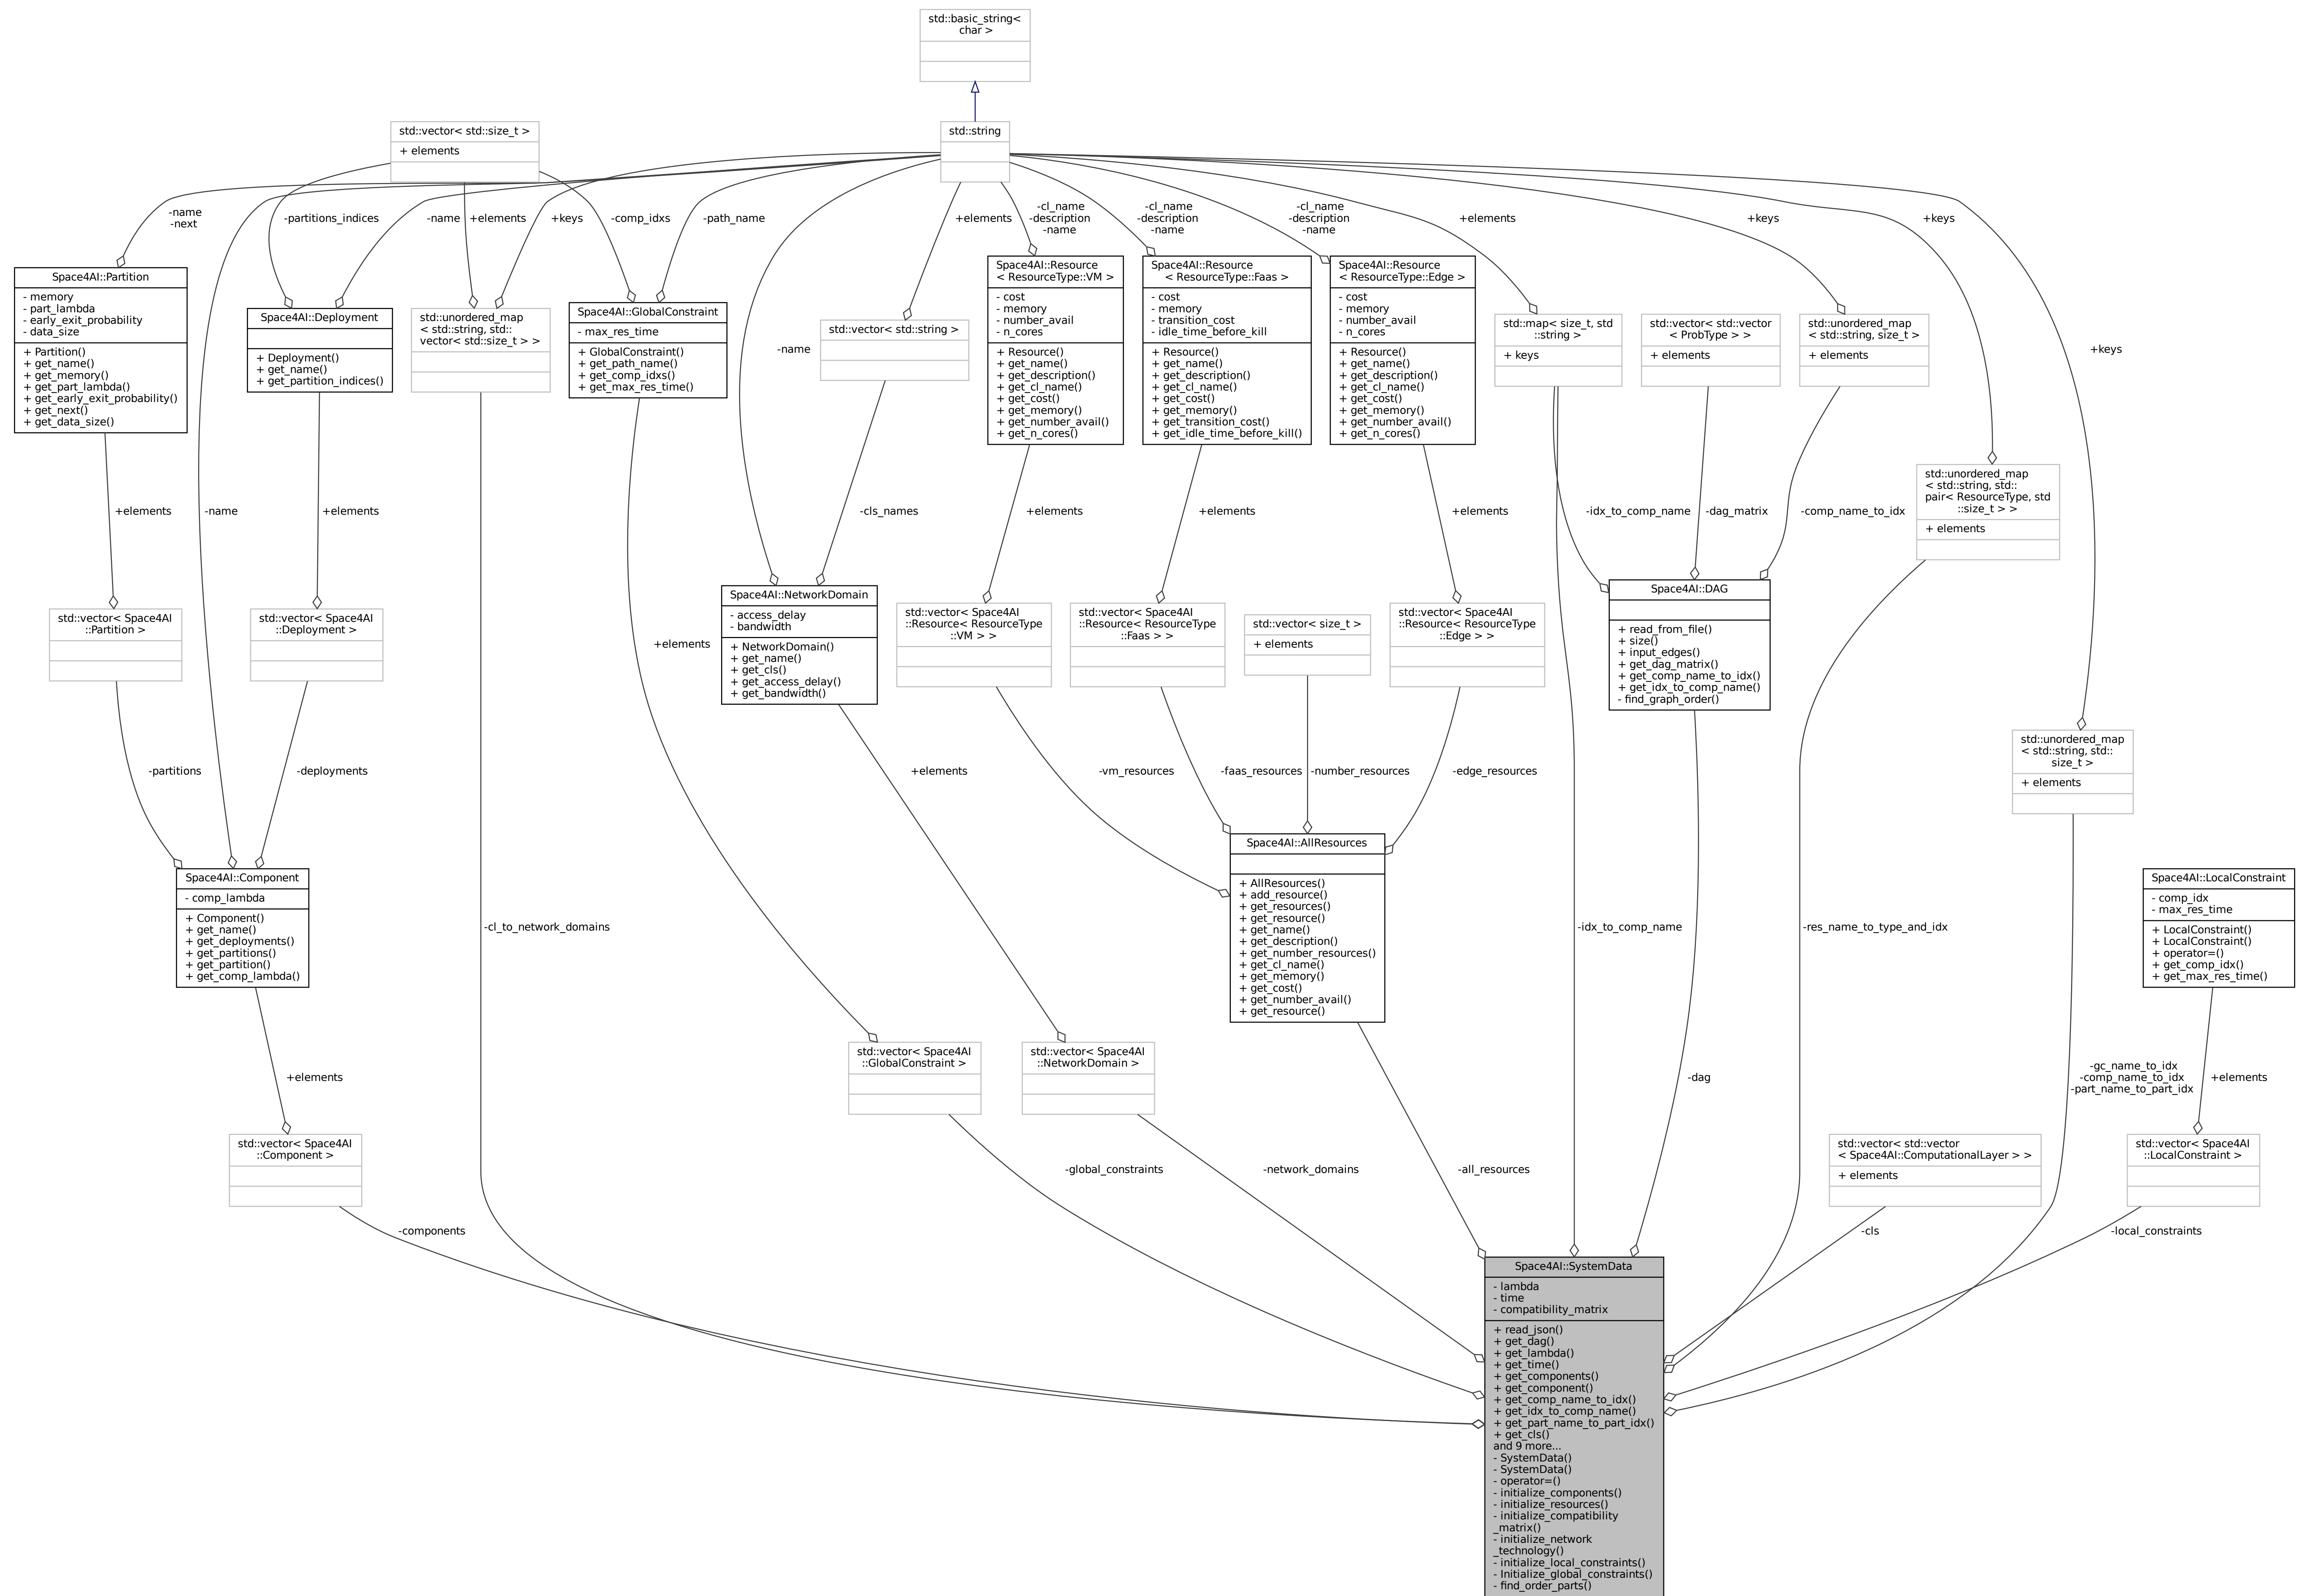 std::basic_string<
char >
std::vector< std::size_t >
+ elements
std::string
-name
-next
-partitions_indices
-name
+elements
+keys
-comp_idxs
-path_name
+elements
-cl_name
-description
-name
-cl_name
-description
-name
-cl_name
-description
-name
+elements
+keys
+keys
Space4AI::Partition
- memory
- part_lambda
- early_exit_probability
- data_size
+ Partition()
+ get_name()
+ get_memory()
+ get_part_lambda()
+ get_early_exit_probability()
+ get_next()
+ get_data_size()
Space4AI::Deployment
+ Deployment()
+ get_name()
+ get_partition_indices()
std::unordered_map
< std::string, std::
vector< std::size_t > >
Space4AI::GlobalConstraint
- max_res_time
+ GlobalConstraint()
+ get_path_name()
+ get_comp_idxs()
+ get_max_res_time()
-name
std::vector< std::string >
Space4AI::Resource
< ResourceType::VM >
- cost
- memory
- number_avail
- n_cores
+ Resource()
+ get_name()
+ get_description()
+ get_cl_name()
+ get_cost()
+ get_memory()
+ get_number_avail()
+ get_n_cores()
Space4AI::Resource
< ResourceType::Faas >
- cost
- memory
- transition_cost
- idle_time_before_kill
+ Resource()
+ get_name()
+ get_description()
+ get_cl_name()
+ get_cost()
+ get_memory()
+ get_transition_cost()
+ get_idle_time_before_kill()
Space4AI::Resource
< ResourceType::Edge >
- cost
- memory
- number_avail
- n_cores
+ Resource()
+ get_name()
+ get_description()
+ get_cl_name()
+ get_cost()
+ get_memory()
+ get_number_avail()
+ get_n_cores()
std::map< size_t, std
::string >
+ keys
std::vector< std::vector
< ProbType > >
+ elements
std::unordered_map
< std::string, size_t >
+ elements
+keys
+elements
-name
+elements
-cls_names
+elements
+elements
+elements
-idx_to_comp_name
-dag_matrix
-comp_name_to_idx
std::unordered_map
< std::string, std::
pair< ResourceType, std
::size_t > >
+ elements
std::vector< Space4AI
::Partition >
std::vector< Space4AI
::Deployment >
+elements
Space4AI::NetworkDomain
- access_delay
- bandwidth
+ NetworkDomain()
+ get_name()
+ get_cls()
+ get_access_delay()
+ get_bandwidth()
std::vector< Space4AI
::Resource< ResourceType
::VM > >
std::vector< Space4AI
::Resource< ResourceType
::Faas > >
std::vector< size_t >
+ elements
std::vector< Space4AI
::Resource< ResourceType
::Edge > >
Space4AI::DAG
+ read_from_file()
+ size()
+ input_edges()
+ get_dag_matrix()
+ get_comp_name_to_idx()
+ get_idx_to_comp_name()
- find_graph_order()
std::unordered_map
< std::string, std::
size_t >
+ elements
-partitions
-deployments
+elements
-vm_resources
-faas_resources
-number_resources
-edge_resources
Space4AI::Component
- comp_lambda
+ Component()
+ get_name()
+ get_deployments()
+ get_partitions()
+ get_partition()
+ get_comp_lambda()
-cl_to_network_domains
Space4AI::AllResources
+ AllResources()
+ add_resource()
+ get_resources()
+ get_resource()
+ get_name()
+ get_description()
+ get_number_resources()
+ get_cl_name()
+ get_memory()
+ get_cost()
+ get_number_avail()
+ get_resource()
-idx_to_comp_name
-res_name_to_type_and_idx
Space4AI::LocalConstraint
- comp_idx
- max_res_time
+ LocalConstraint()
+ LocalConstraint()
+ operator=()
+ get_comp_idx()
+ get_max_res_time()
+elements
std::vector< Space4AI
::GlobalConstraint >
std::vector< Space4AI
::NetworkDomain >
-dag
-gc_name_to_idx
-comp_name_to_idx
-part_name_to_part_idx
+elements
std::vector< Space4AI
::Component >
-global_constraints
-network_domains
-all_resources
std::vector< std::vector
< Space4AI::ComputationalLayer > >
+ elements
std::vector< Space4AI
::LocalConstraint >
-components
-cls
-local_constraints
Space4AI::SystemData
- lambda
- time
- compatibility_matrix
+ read_json()
+ get_dag()
+ get_lambda()
+ get_time()
+ get_components()
+ get_component()
+ get_comp_name_to_idx()
+ get_idx_to_comp_name()
+ get_part_name_to_part_idx()
+ get_cls()
and 9 more...
- SystemData()
- SystemData()
- operator=()
- initialize_components()
- initialize_resources()
- initialize_compatibility
_matrix()
- initialize_network
_technology()
- initialize_local_constraints()
- Initialize_global_constraints()
- find_order_parts()